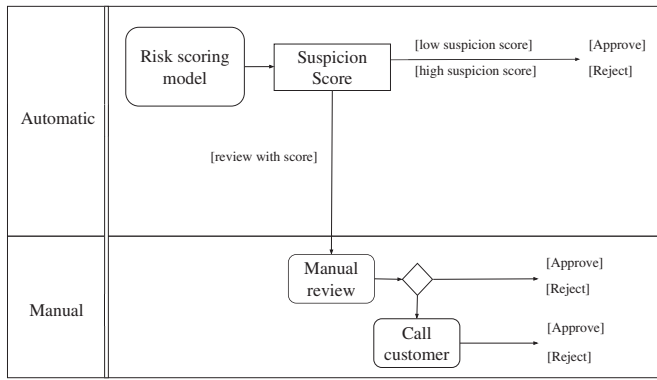 Automatic
Risk scoring
model
Suspicion
Score
[low suspicion score]
[high suspicion score]
[Approve]
[Reject]
[review with score]
Manual
Manual
review
[Approve]
[Reject]
Call
customer
[Approve]
[Reject]